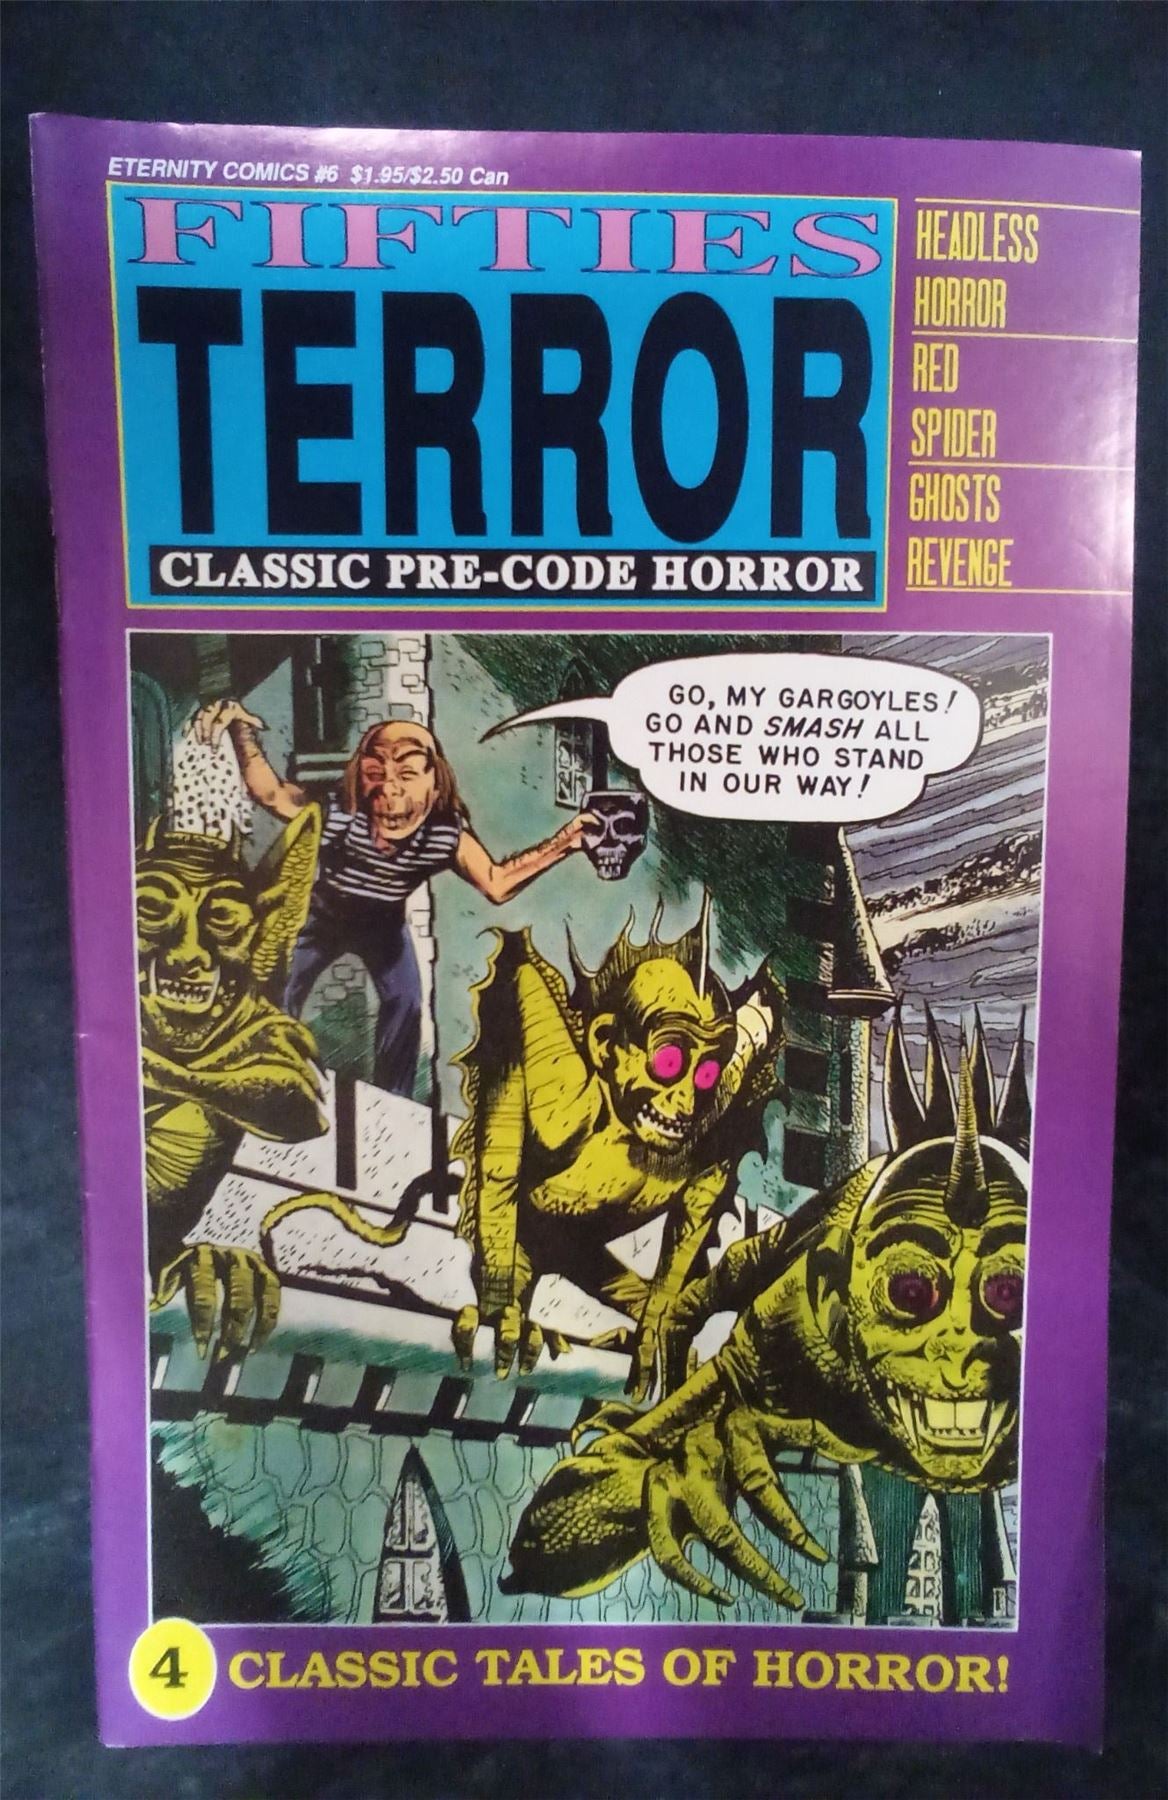 ETERNITY COMICS #6 $1.95/$2.50 Can
FIFTIES
TERROR
CLASSIC PRE-CODE HORROR
HEADLESS
HORROR
RED
SPIDER
GHOSTS
REVENGE
GO, MY GARGOYLES!
GO AND SMASH ALL
THOSE WHO STAND
IN OUR WAY!
4 CLASSIC TALES OF HORROR!